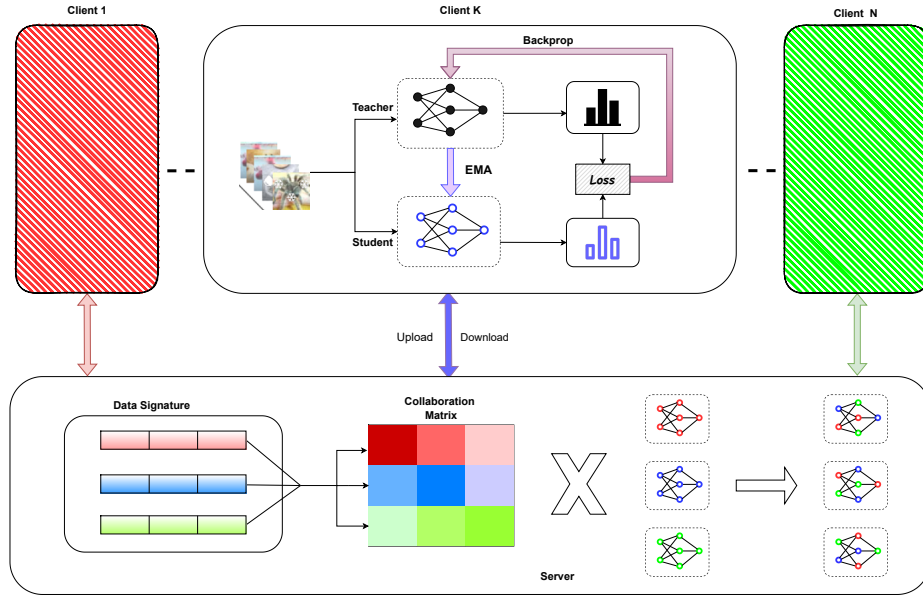 Client 1
Client K
Client N
Backprop
Teacher
EMA
Loss
Student
Upload
Download
Data Signature
Collaboration
Matrix
Server